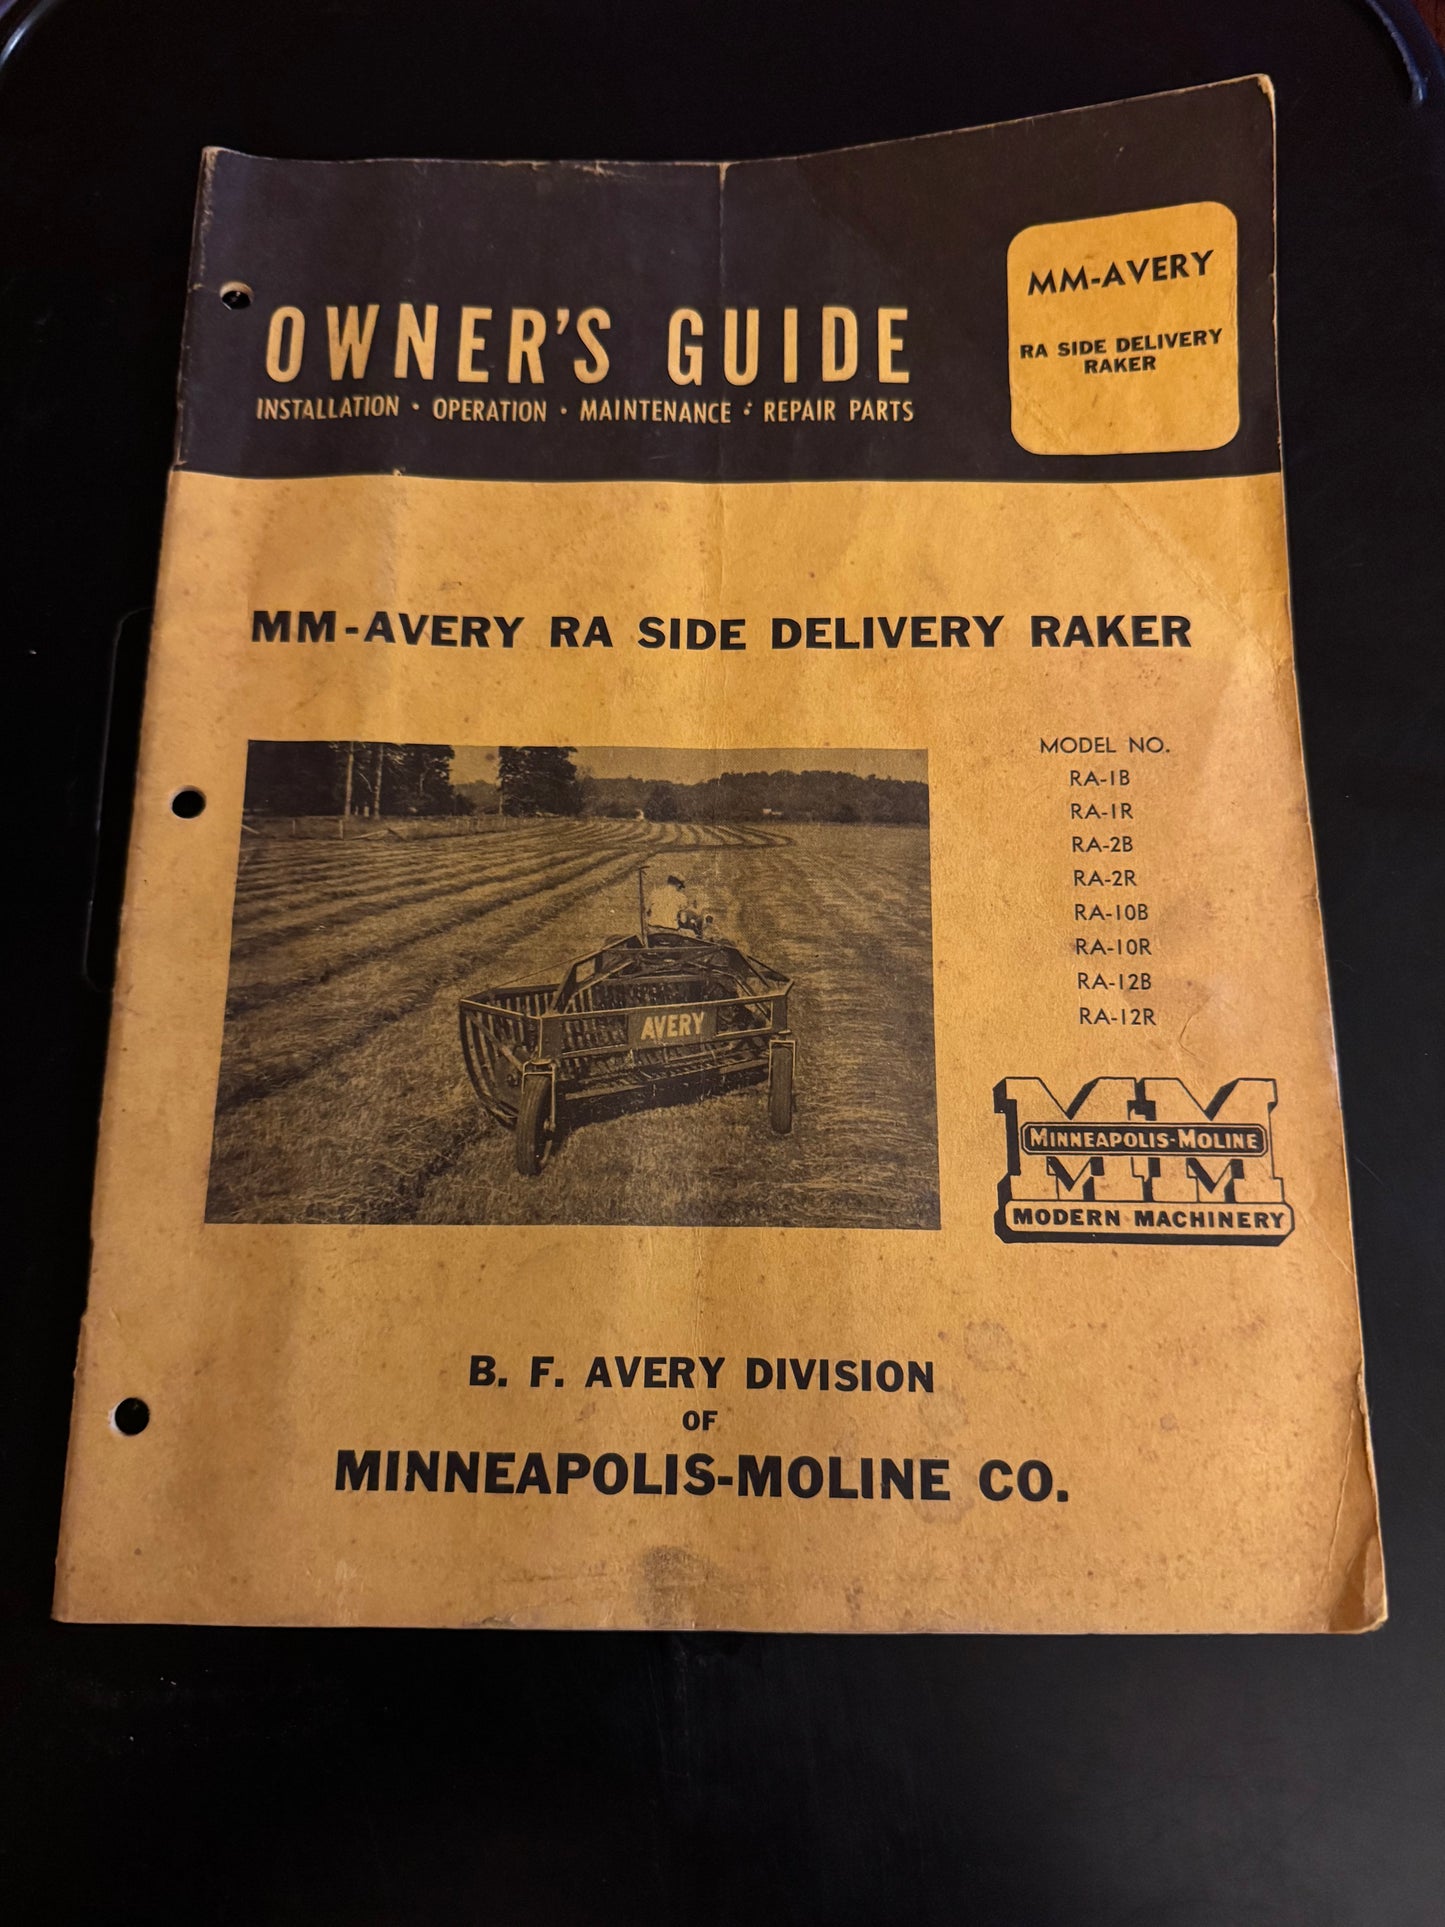 MM-AVERY
RA SIDE DELIVERY
RAKER
OWNER'S GUIDE
INSTALLATION · OPERATION · MAINTENANCE · REPAIR PARTS
MM-AVERY RA SIDE DELIVERY RAKER
AVERY
MODEL NO.
RA-1B
RA-1R
RA-2B
RA-2R
RA-10B
RA-10R
RA-12B
RA-12R
MM
MINNEAPOLIS-MOLINE
MODERN MACHINERY
B. F. AVERY DIVISION
OF
MINNEAPOLIS-MOLINE CO.